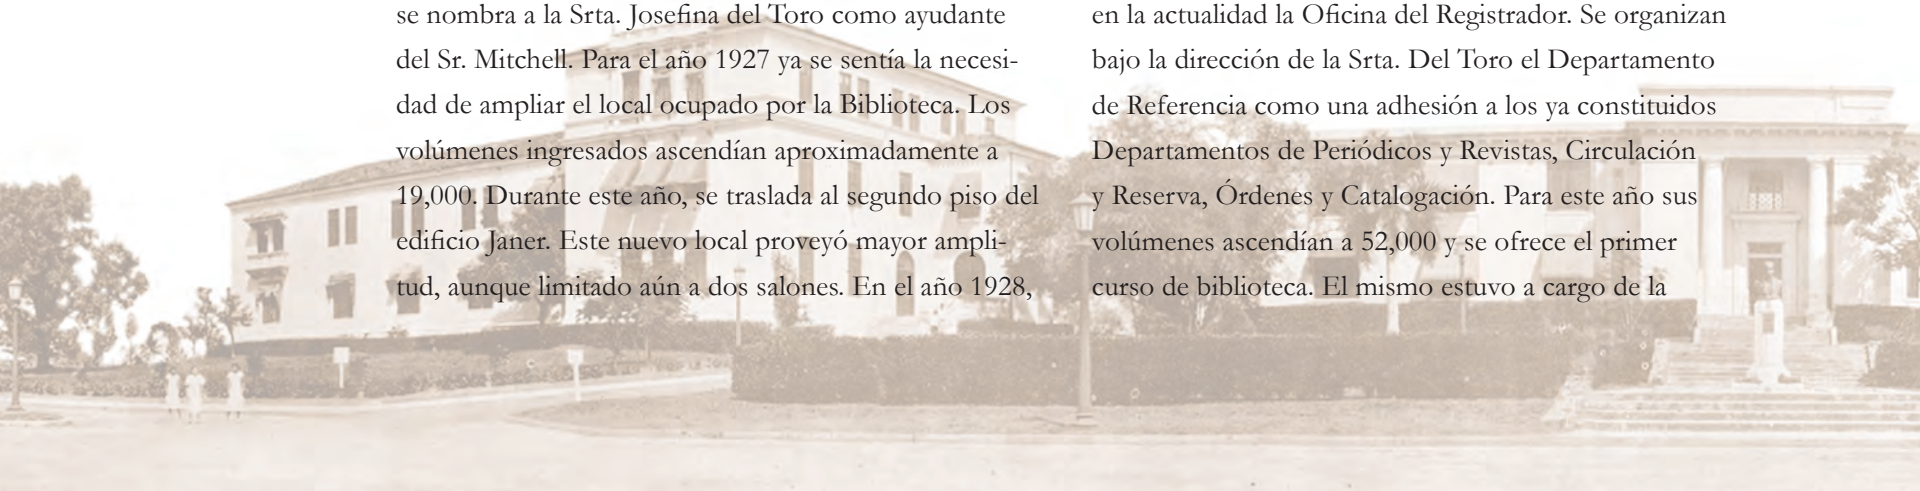 se nombra a la Srta. Josefina del Toro como ayudante
del Sr. Mitchell. Para el año 1927 ya se sentía la necesi-
dad de ampliar el local ocupado por la Biblioteca. Los
volúmenes ingresados ascendían aproximadamente a
19,000. Durante este año, se traslada al segundo piso del
edificio Janer. Este nuevo local proveyó mayor ampli-
tud, aunque limitado aún a dos salones. En el año 1928,
en la actualidad la Oficina del Registrador. Se organizan
bajo la dirección de la Srta. Del Toro el Departamento
de Referencia como una adhesión a los ya constituidos
Departamentos de Periódicos y Revistas, Circulación
y Reserva, Órdenes y Catalogación. Para este año sus
volúmenes ascendían a 52,000 y se ofrece el primer
curso de biblioteca. El mismo estuvo a cargo de la